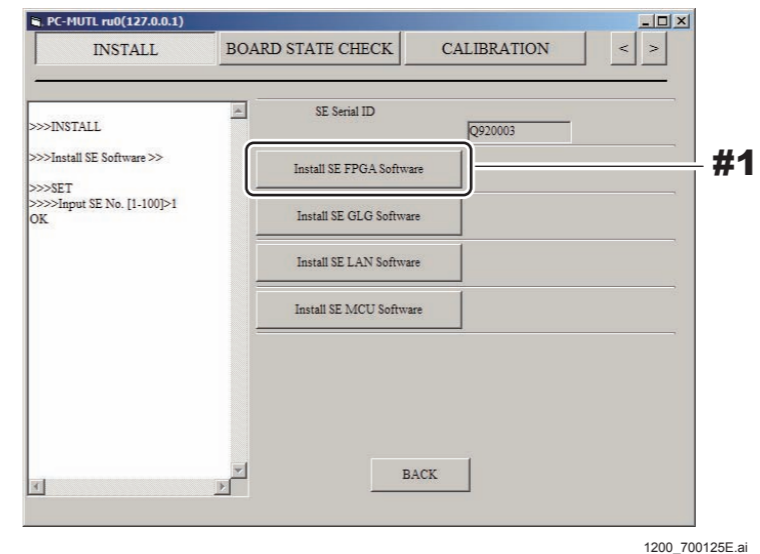 PC-MUTL ru0(127.0.0.1)
INSTALL
BOARD STATE CHECK
CALIBRATION
<
>
>>>INSTALL
>>>Install SE Software >>
>>>SET
>>>>Input SE No. [1-100]>1
OK
SE Serial ID
Q920003
Install SE FPGA Software
#1
Install SE GLG Software
Install SE LAN Software
Install SE MCU Software
BACK
1200_700125E.ai